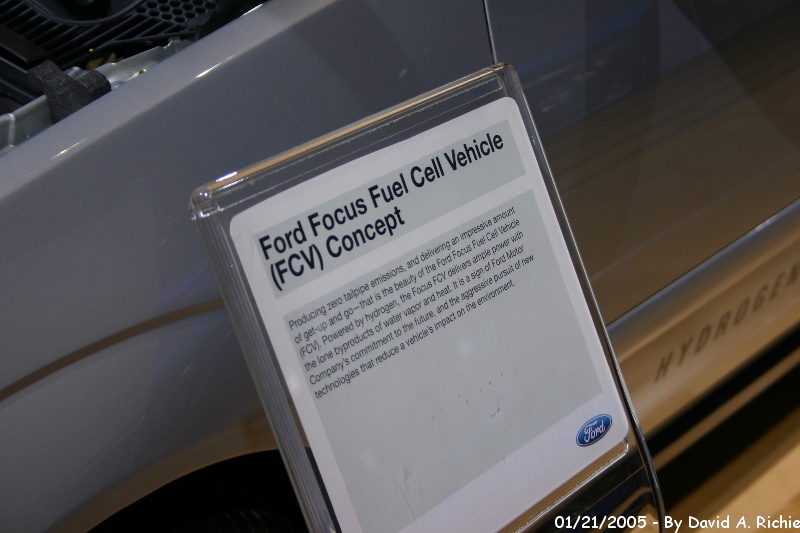 Ford Focus Fuel Cell Vehicle
(FCV) Concept
Producing zero tailpipe emissions, and delivering an impressive amount
of get-up and go—that is the beauty of the Ford Focus Fuel Cell Vehicle
(FCV). Powered by hydrogen, the Focus FCV delivers ample power with
the lone byproducts of water vapor and heat. It is a sign of Ford Motor
Company's commitment to the future, and the aggressive pursuit of new
technologies that reduce a vehicle's impact on the environment.
Ford
HYDROGEN
01/21/2005 - By David A. Richie